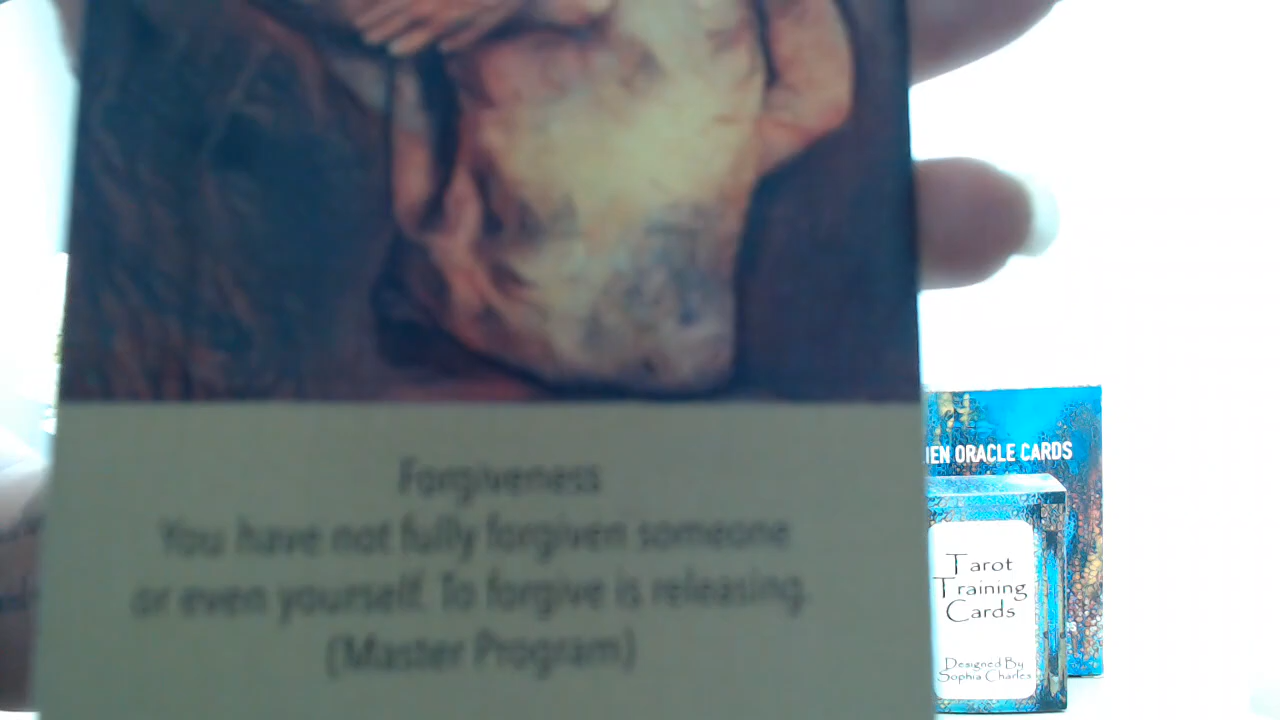 Forgiveness
You have not fully forgiven someone
or even yourself. To forgive is releasing.
(Master Program)
ORACLE CARDS
Tarot
Training
Cards
Designed By
Sophia Charles